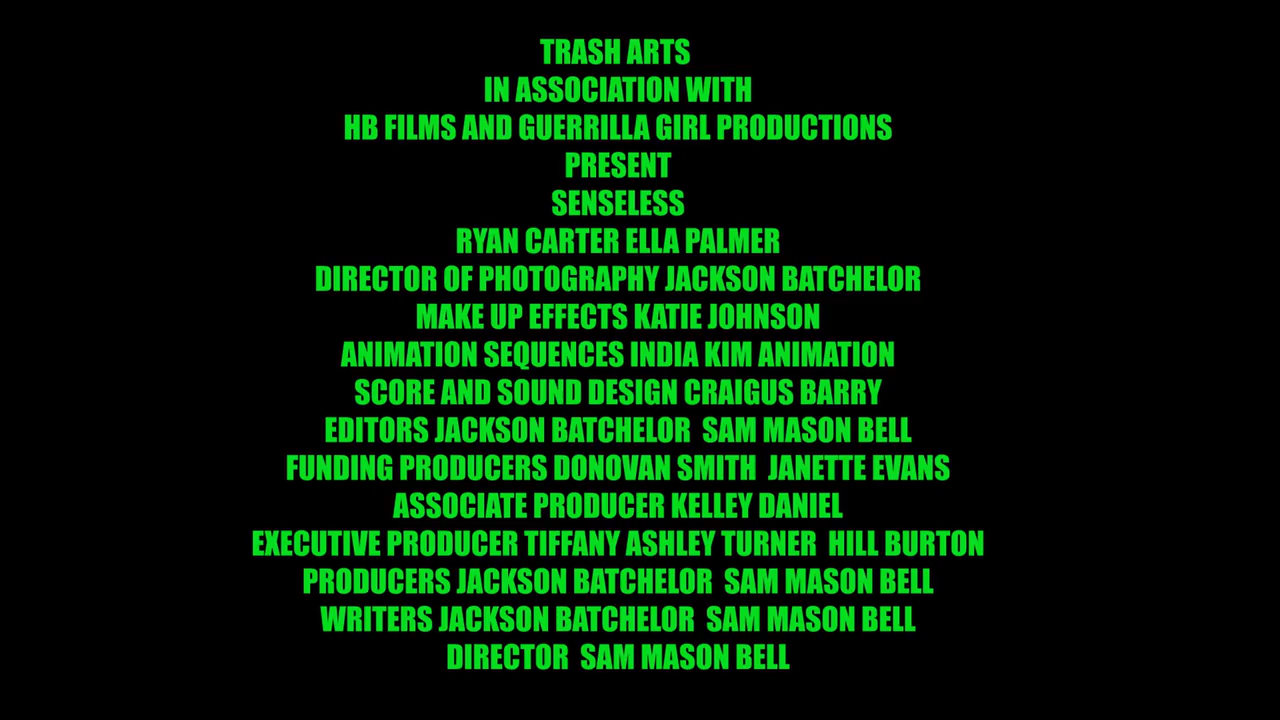 TRASH ARTS
IN ASSOCIATION WITH
HB FILMS AND GUERRILLA GIRL PRODUCTIONS
PRESENT
SENSELESS
RYAN CARTER ELLA PALMER
DIRECTOR OF PHOTOGRAPHY JACKSON BATCHELOR
MAKE UP EFFECTS KATIE JOHNSON
ANIMATION SEQUENCES INDIA KIM ANIMATION
SCORE AND SOUND DESIGN CRAIGUS BARRY
EDITORS JACKSON BATCHELOR  SAM MASON BELL
FUNDING PRODUCERS DONOVAN SMITH  JANETTE EVANS
ASSOCIATE PRODUCER KELLEY DANIEL
EXECUTIVE PRODUCER TIFFANY ASHLEY TURNER  HILL BURTON
PRODUCERS JACKSON BATCHELOR  SAM MASON BELL
WRITERS JACKSON BATCHELOR  SAM MASON BELL
DIRECTOR  SAM MASON BELL